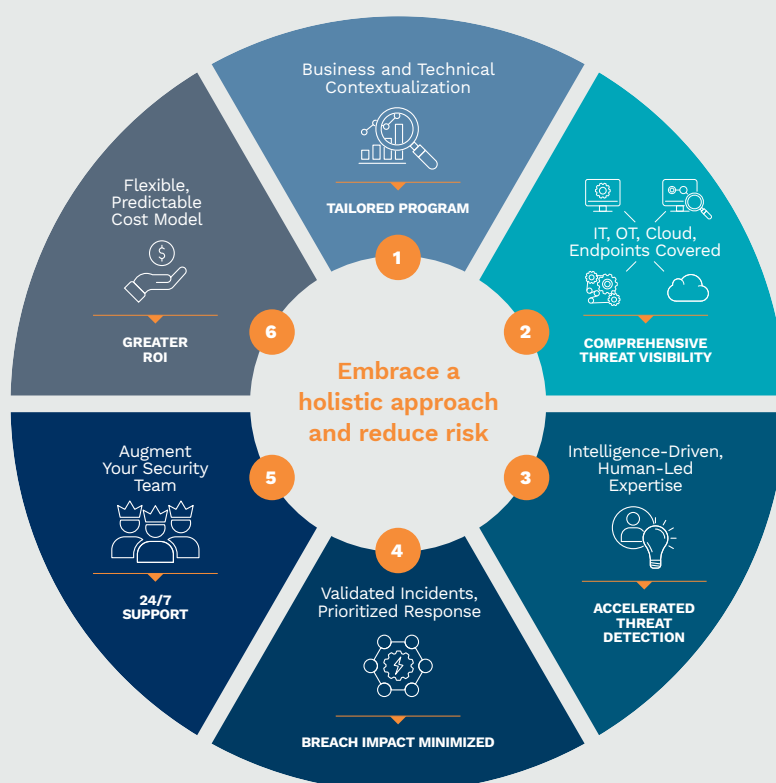 Business and Technical
Contextualization
TAILORED PROGRAM
1
IT, OT, Cloud,
Endpoints Covered
COMPREHENSIVE
THREAT VISIBILITY
2
Intelligence-Driven,
Human-Led
Expertise
ACCELERATED
THREAT
DETECTION
3
4
Validated Incidents,
Prioritized Response
BREACH IMPACT MINIMIZED
Augment
Your Security
Team
24/7
SUPPORT
5
Flexible,
Predictable
Cost Model
$
GREATER
ROI
6
Embrace a
holistic approach
and reduce risk